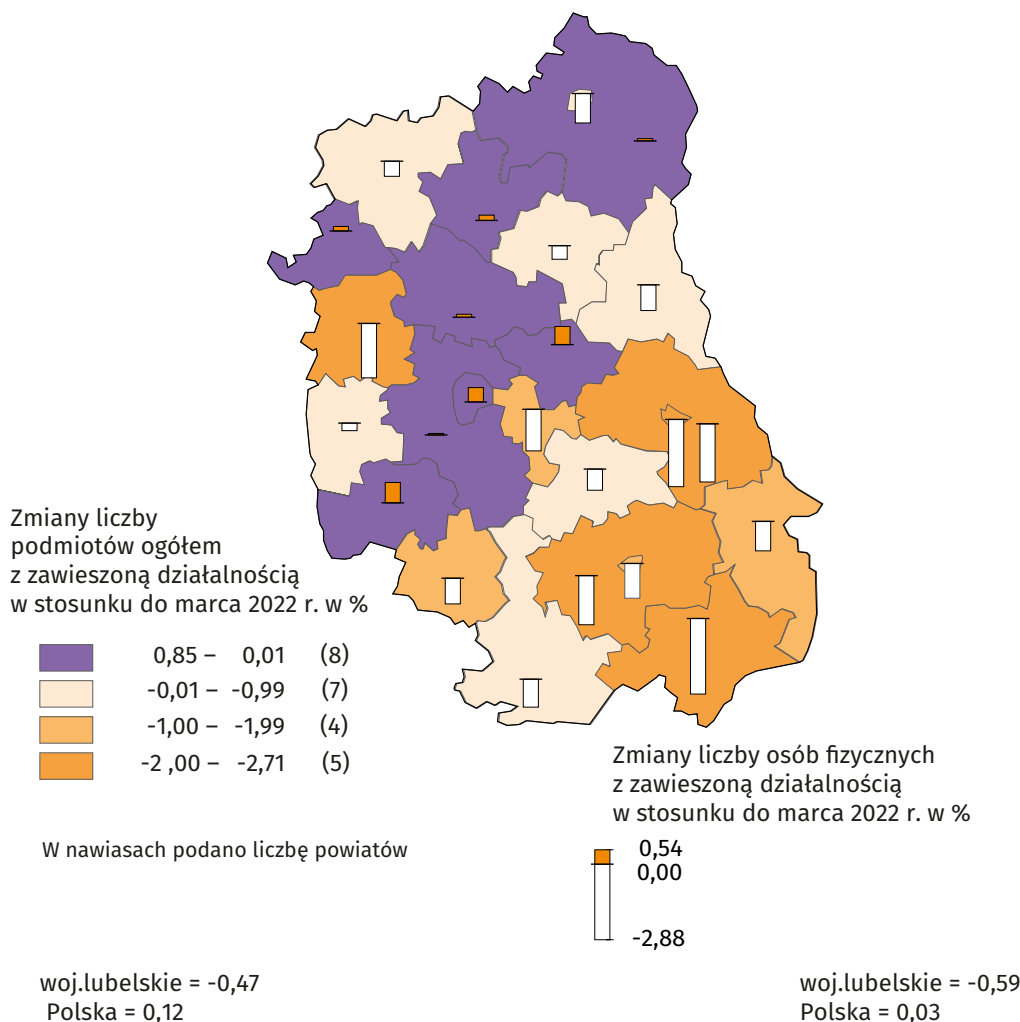 Zmiany liczby
podmiotów ogółem
z zawieszoną działalnością
w stosunku do marca 2022 r. w %
0,85 – 0,01 (8)
-0,01 – -0,99 (7)
-1,00 – -1,99 (4)
-2 ,00 – -2,71 (5)
W nawiasach podano liczbę powiatów
Zmiany liczby osób fizycznych
z zawieszoną działalnością
w stosunku do marca 2022 r. w %
0,54
0,00
-2,88
woj.lubelskie = -0,47
Polska = 0,12
woj.lubelskie = -0,59
Polska = 0,03